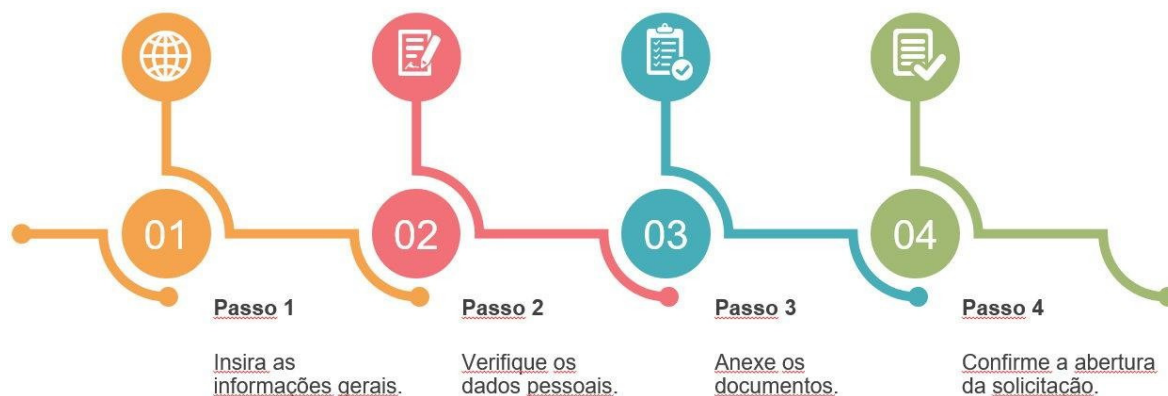 01
02
03
04
Passo 1
Insira as
informações gerais.
Passo 2
Verifique os
dados pessoais.
Passo 3
Anexe os
documentos.
Passo 4
Confirme a abertura
da solicitação.